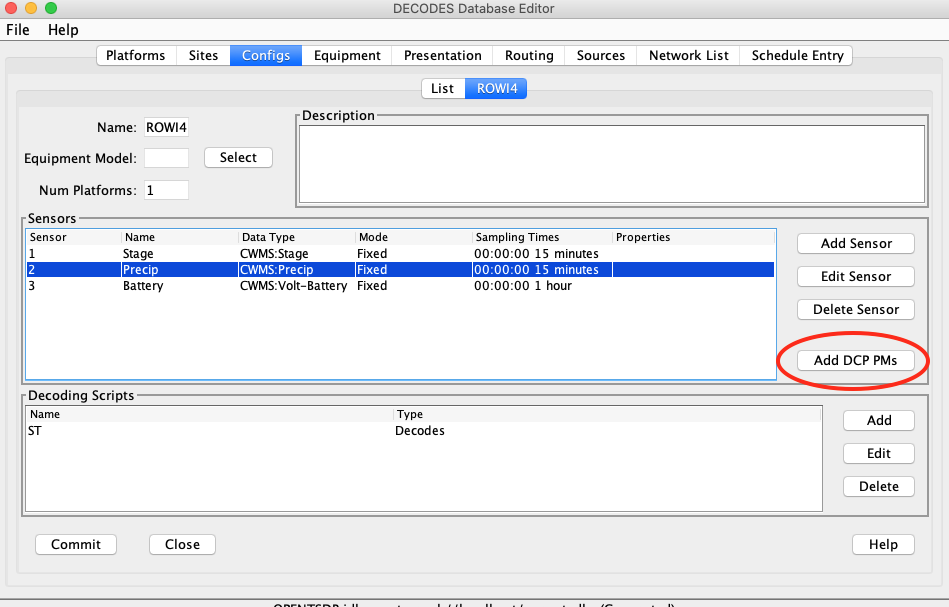 DECODES Database Editor
File Help
Platforms Sites Configs Equipment Presentation Routing Sources Network List Schedule Entry
List ROWI4
Name: ROWI4
Description
Equipment Model: Select
Num Platforms: 1
Sensors
Sensor Name Data Type Mode Sampling Times Properties
1 Stage CWMS:Stage Fixed 00:00:00 15 minutes
2 Precip CWMS:Precip Fixed 00:00:00 15 minutes
3 Battery CWMS:Volt-Battery Fixed 00:00:00 1 hour
Add Sensor
Edit Sensor
Delete Sensor
Add DCP PMs
Decoding Scripts
Name Type
ST Decodes
Add
Edit
Delete
Commit Close Help